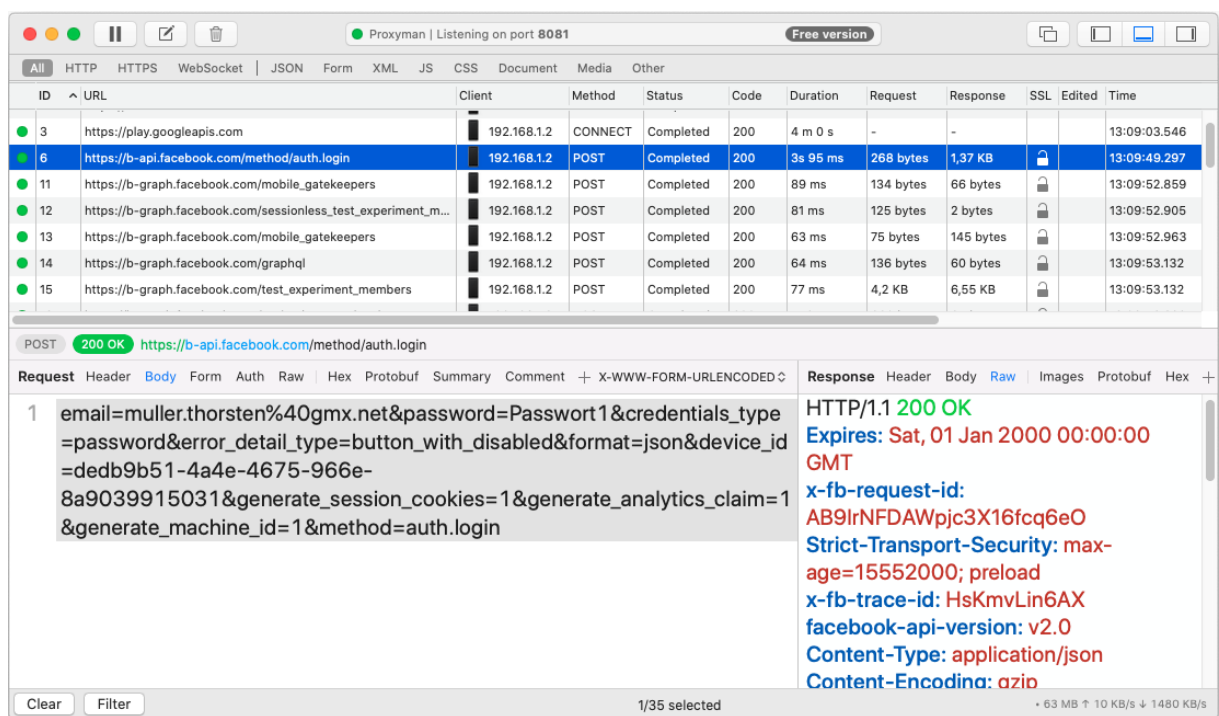 Proxyman | Listening on port 8081
Free version
All HTTP HTTPS WebSocket | JSON Form XML JS CSS Document Media Other
ID URL Client Method Status Code Duration Request Response SSL Edited Time
3 https://play.googleapis.com 192.168.1.2 CONNECT Completed 200 4 m 0 s - - 13:09:03.546
6 https://b-api.facebook.com/method/auth.login 192.168.1.2 POST Completed 200 3s 95 ms 268 bytes 1,37 KB 13:09:49.297
11 https://b-graph.facebook.com/mobile_gatekeepers 192.168.1.2 POST Completed 200 89 ms 134 bytes 66 bytes 13:09:52.859
12 https://b-graph.facebook.com/sessionless_test_experiment_m... 192.168.1.2 POST Completed 200 81 ms 125 bytes 2 bytes 13:09:52.905
13 https://b-graph.facebook.com/mobile_gatekeepers 192.168.1.2 POST Completed 200 63 ms 75 bytes 145 bytes 13:09:52.963
14 https://b-graph.facebook.com/graphql 192.168.1.2 POST Completed 200 64 ms 136 bytes 60 bytes 13:09:53.132
15 https://b-graph.facebook.com/test_experiment_members 192.168.1.2 POST Completed 200 77 ms 4,2 KB 6,55 KB 13:09:53.132
POST 200 OK https://b-api.facebook.com/method/auth.login
Request Header Body Form Auth Raw | Hex Protobuf Summary Comment + X-WWW-FORM-URLENCODED
1 email=muller.thorsten%40gmx.net&password=Passwort1&credentials_type
=password&error_detail_type=button_with_disabled&format=json&device_id
=dedb9b51-4a4e-4675-966e-
8a9039915031&generate_session_cookies=1&generate_analytics_claim=1
&generate_machine_id=1&method=auth.login
Response Header Body Raw | Images Protobuf Hex +
HTTP/1.1 200 OK
Expires: Sat, 01 Jan 2000 00:00:00
GMT
x-fb-request-id:
AB9IrNFDAWpjc3X16fcq6eO
Strict-Transport-Security: max-
age=15552000; preload
x-fb-trace-id: HsKmvLin6AX
facebook-api-version: v2.0
Content-Type: application/json
Content-Encoding: gzip
Clear Filter 1/35 selected • 63 MB ↑ 10 KB/s ↓ 1480 KB/s